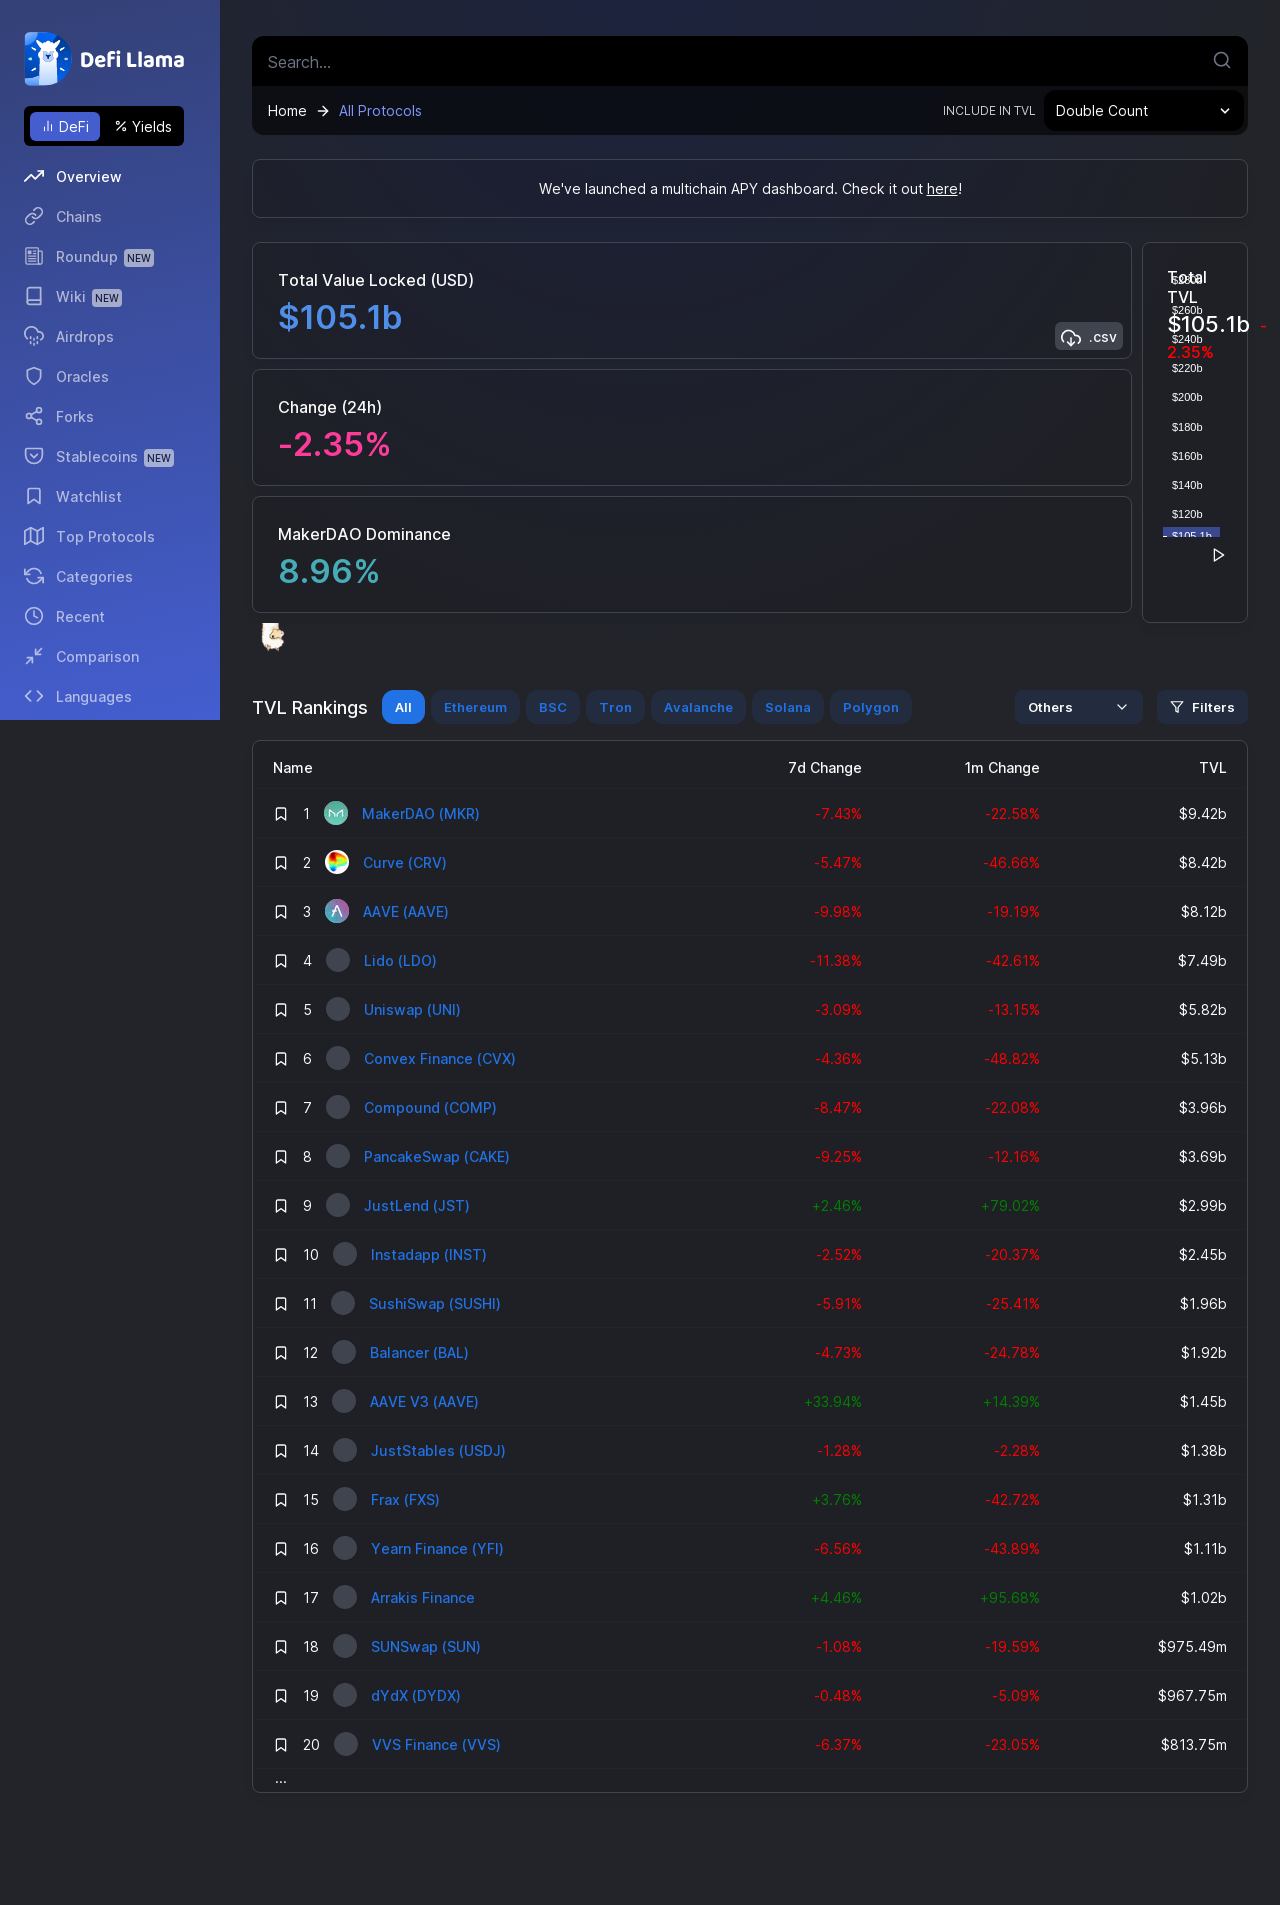 Defi Llama
DeFi
Yields
Overview
Chains
Roundup NEW
Wiki NEW
Airdrops
Oracles
Forks
Stablecoins NEW
Watchlist
Top Protocols
Categories
Recent
Comparison
Languages
Search...
Home → All Protocols
INCLUDE IN TVL Double Count
We've launched a multichain APY dashboard. Check it out here!
Total Value Locked (USD)
$105.1b
.csv
Change (24h)
-2.35%
MakerDAO Dominance
8.96%
Total
TVL
$105.1b -
2.35%
$280b
$260b
$240b
$220b
$200b
$180b
$160b
$140b
$120b
$105.1b
TVL Rankings All Ethereum BSC Tron Avalanche Solana Polygon Others Filters
Name 7d Change 1m Change TVL
1 MakerDAO (MKR) -7.43% -22.58% $9.42b
2 Curve (CRV) -5.47% -46.66% $8.42b
3 AAVE (AAVE) -9.98% -19.19% $8.12b
4 Lido (LDO) -11.38% -42.61% $7.49b
5 Uniswap (UNI) -3.09% -13.15% $5.82b
6 Convex Finance (CVX) -4.36% -48.82% $5.13b
7 Compound (COMP) -8.47% -22.08% $3.96b
8 PancakeSwap (CAKE) -9.25% -12.16% $3.69b
9 JustLend (JST) +2.46% +79.02% $2.99b
10 Instadapp (INST) -2.52% -20.37% $2.45b
11 SushiSwap (SUSHI) -5.91% -25.41% $1.96b
12 Balancer (BAL) -4.73% -24.78% $1.92b
13 AAVE V3 (AAVE) +33.94% +14.39% $1.45b
14 JustStables (USDJ) -1.28% -2.28% $1.38b
15 Frax (FXS) +3.76% -42.72% $1.31b
16 Yearn Finance (YFI) -6.56% -43.89% $1.11b
17 Arrakis Finance +4.46% +95.68% $1.02b
18 SUNSwap (SUN) -1.08% -19.59% $975.49m
19 dYdX (DYDX) -0.48% -5.09% $967.75m
20 VVS Finance (VVS) -6.37% -23.05% $813.75m
...